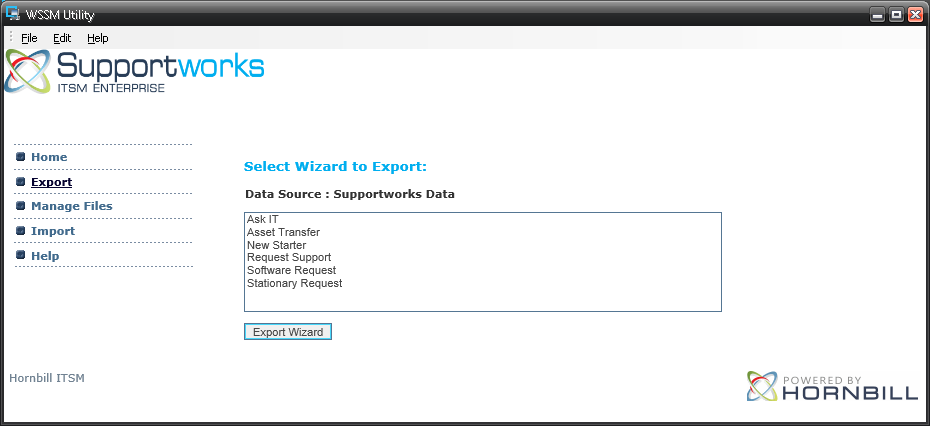 WSSM Utility
File Edit Help
Supportworks
ITSM ENTERPRISE
Home
Export
Manage Files
Import
Help
Select Wizard to Export:
Data Source : Supportworks Data
Ask IT
Asset Transfer
New Starter
Request Support
Software Request
Stationary Request
Export Wizard
Hornbill ITSM
POWERED BY
HORNBILL